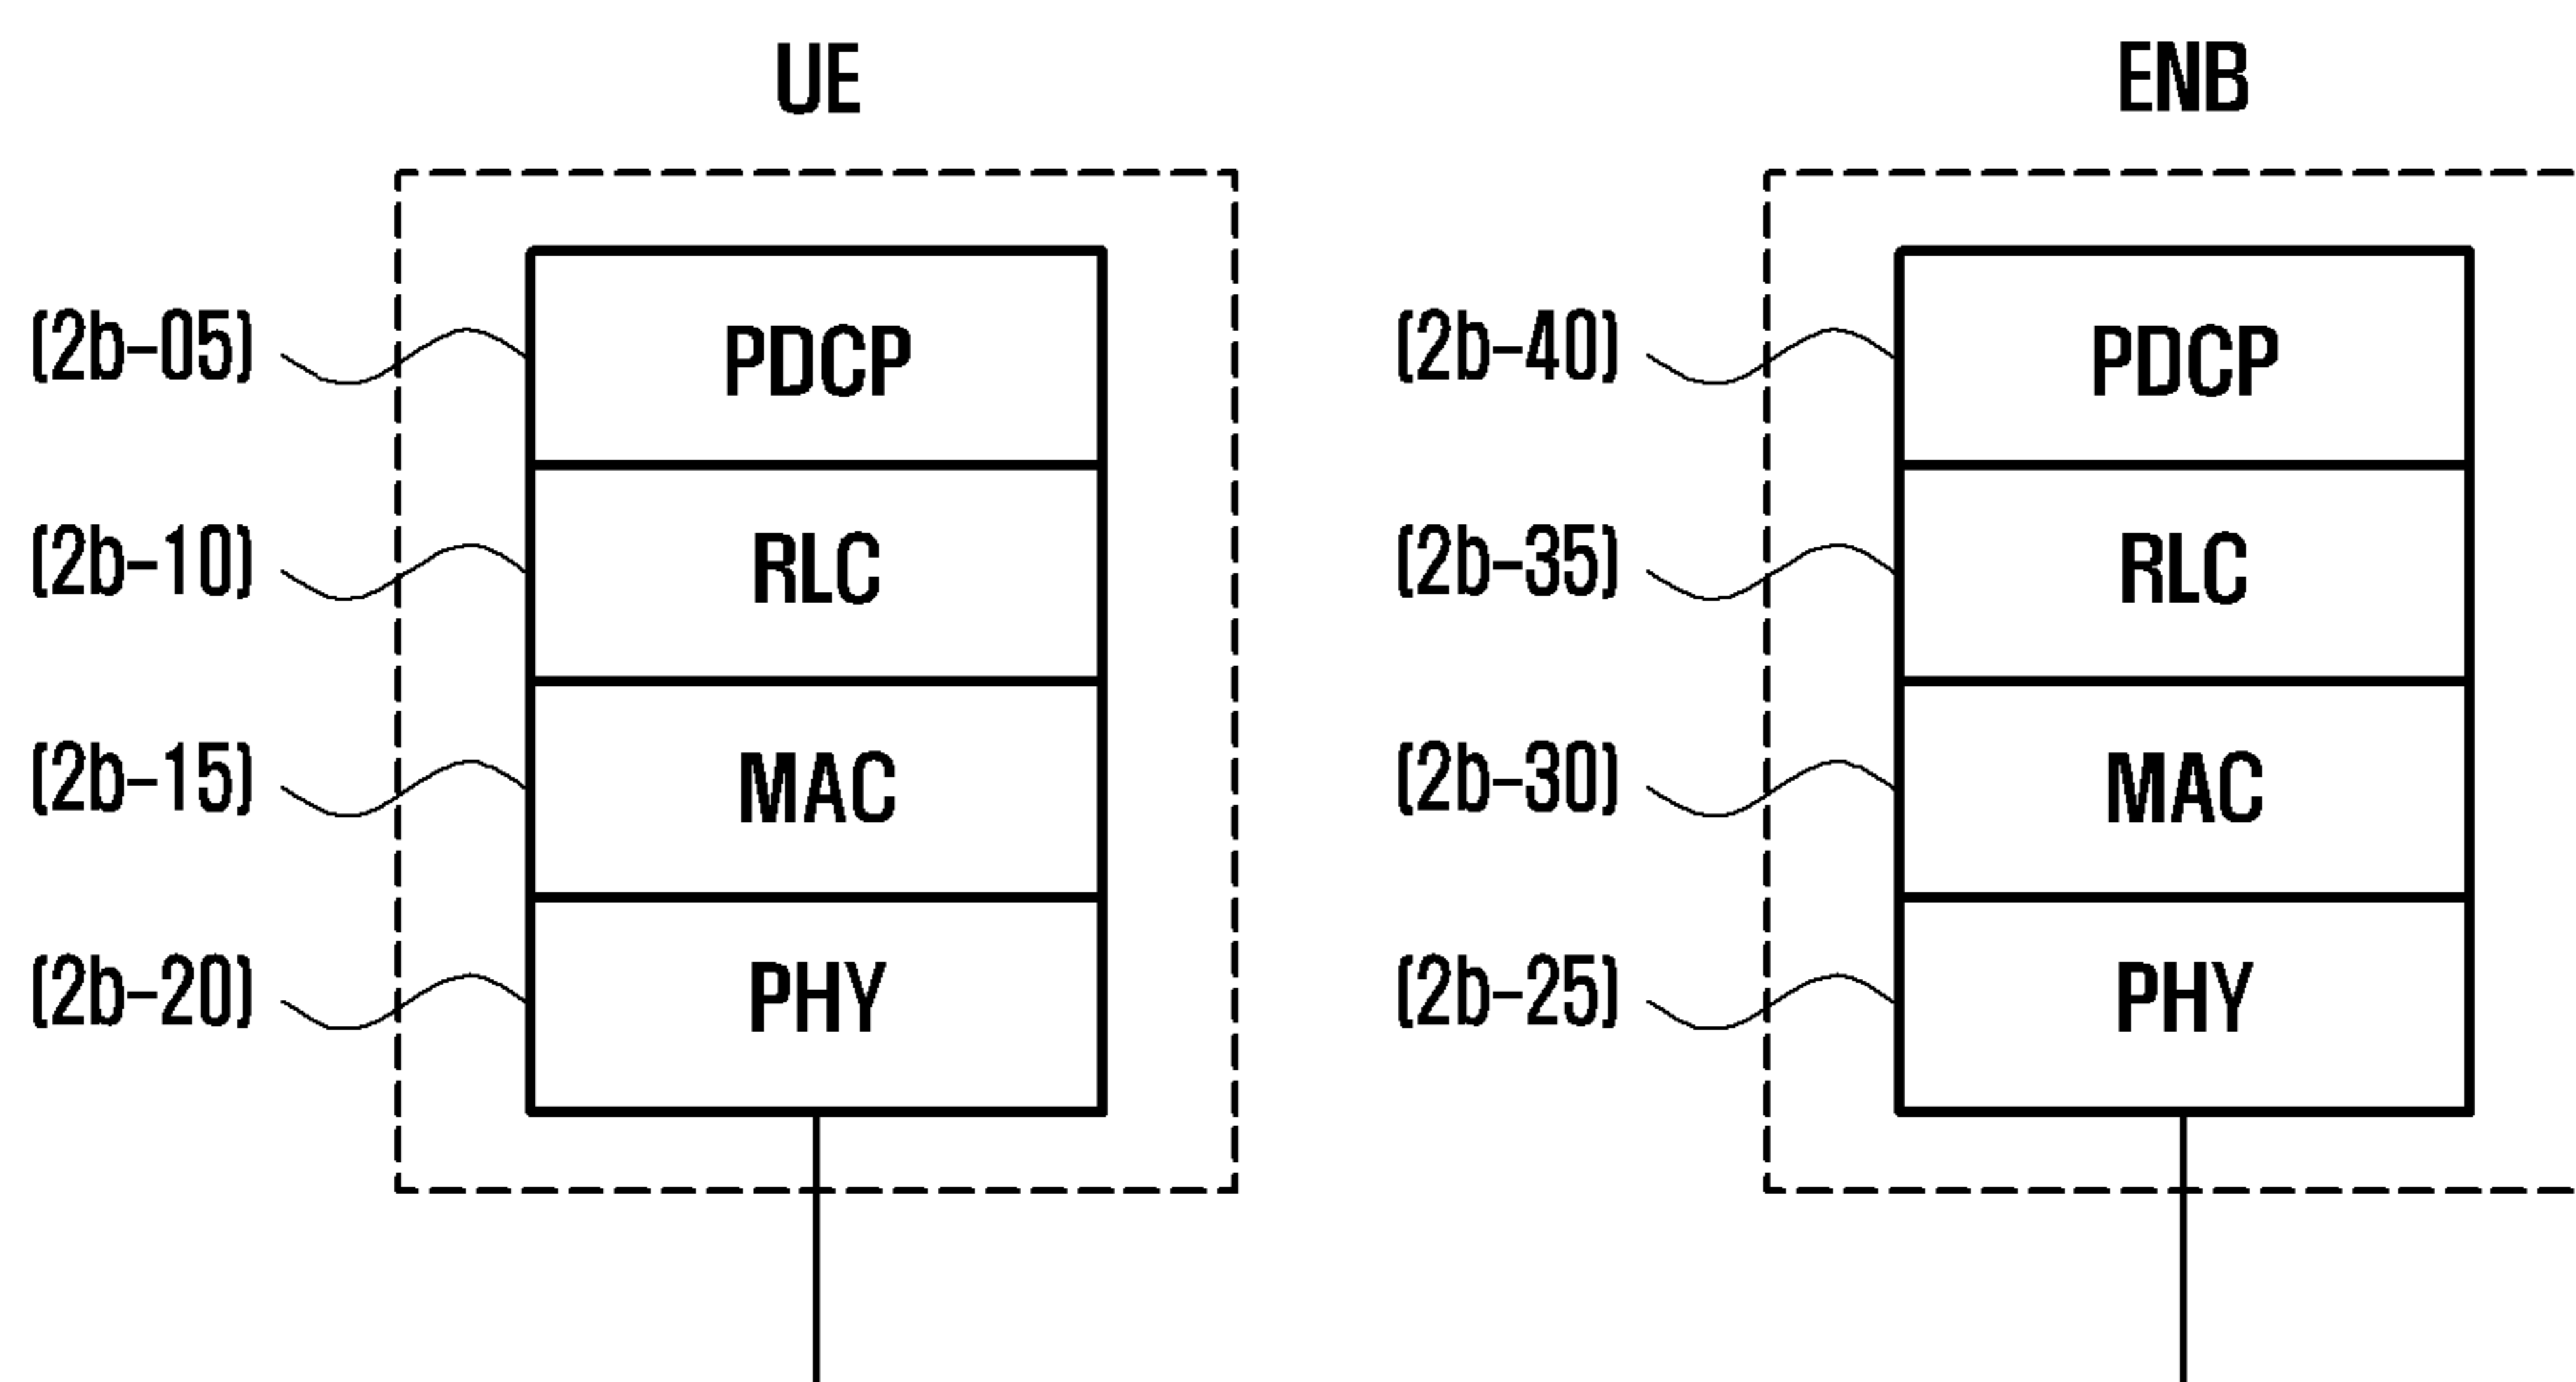 UE ENB
(2b-05) PDCP (2b-40) PDCP
(2b-10) RLC (2b-35) RLC
(2b-15) MAC (2b-30) MAC
(2b-20) PHY (2b-25) PHY